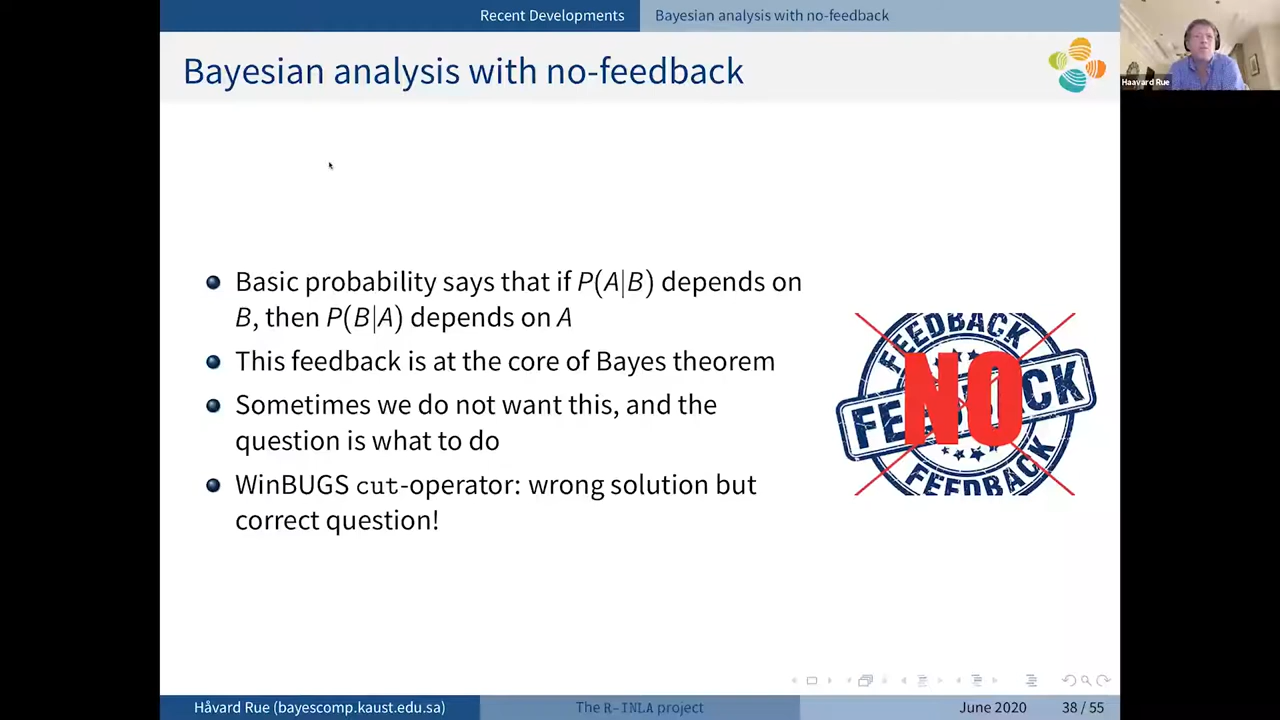 Recent Developments
Bayesian analysis with no-feedback
Bayesian analysis with no-feedback
Haavard Rue
Basic probability says that if P(A|B) depends on
B, then P(B|A) depends on A
This feedback is at the core of Bayes theorem
Sometimes we do not want this, and the
question is what to do
WinBUGS cut-operator: wrong solution but
correct question!
FEEDBACK
FEEDBACK
NO
FEEDBACK
Håvard Rue (bayescomp.kaust.edu.sa)
The R-INLA project
June 2020
38 / 55